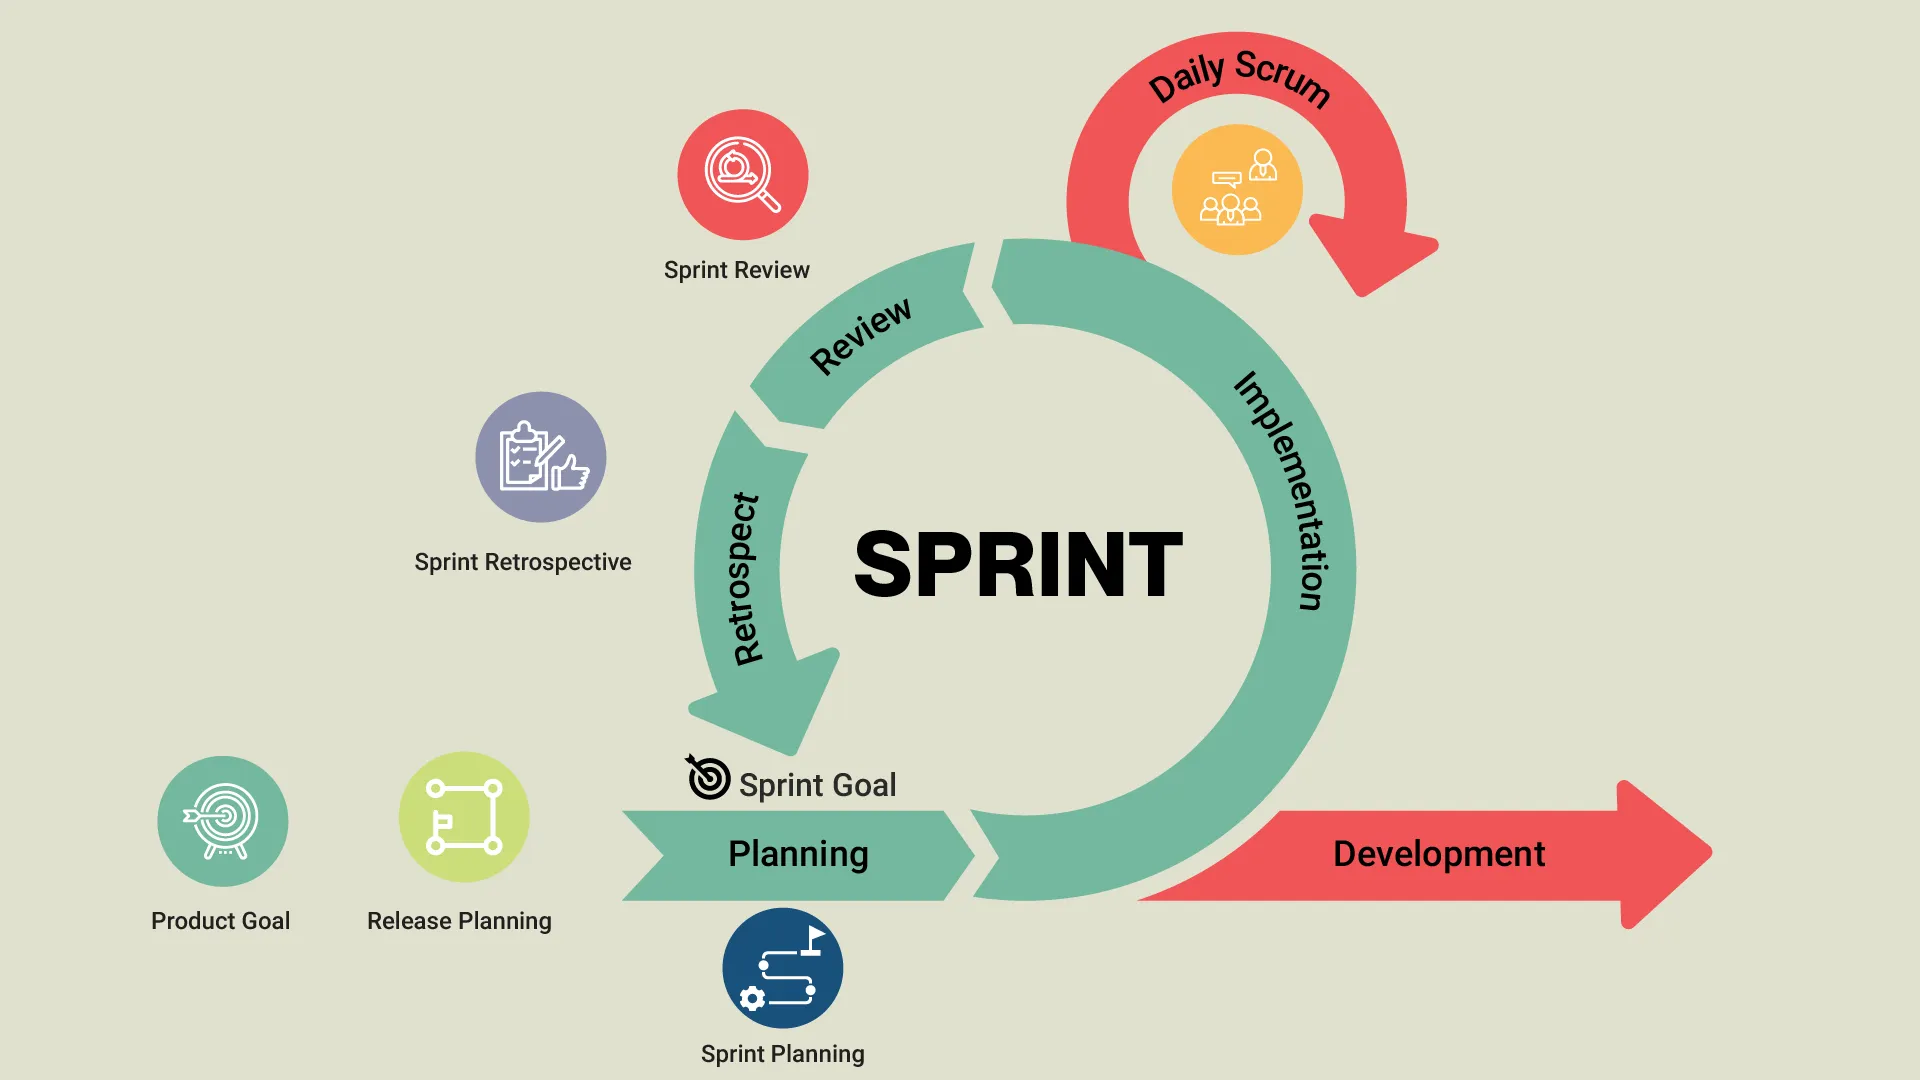 Daily Scrum
Sprint Review
Review
Implementation
Sprint Retrospective
Retrospect
SPRINT
Sprint Goal
Planning
Development
Product Goal
Release Planning
Sprint Planning